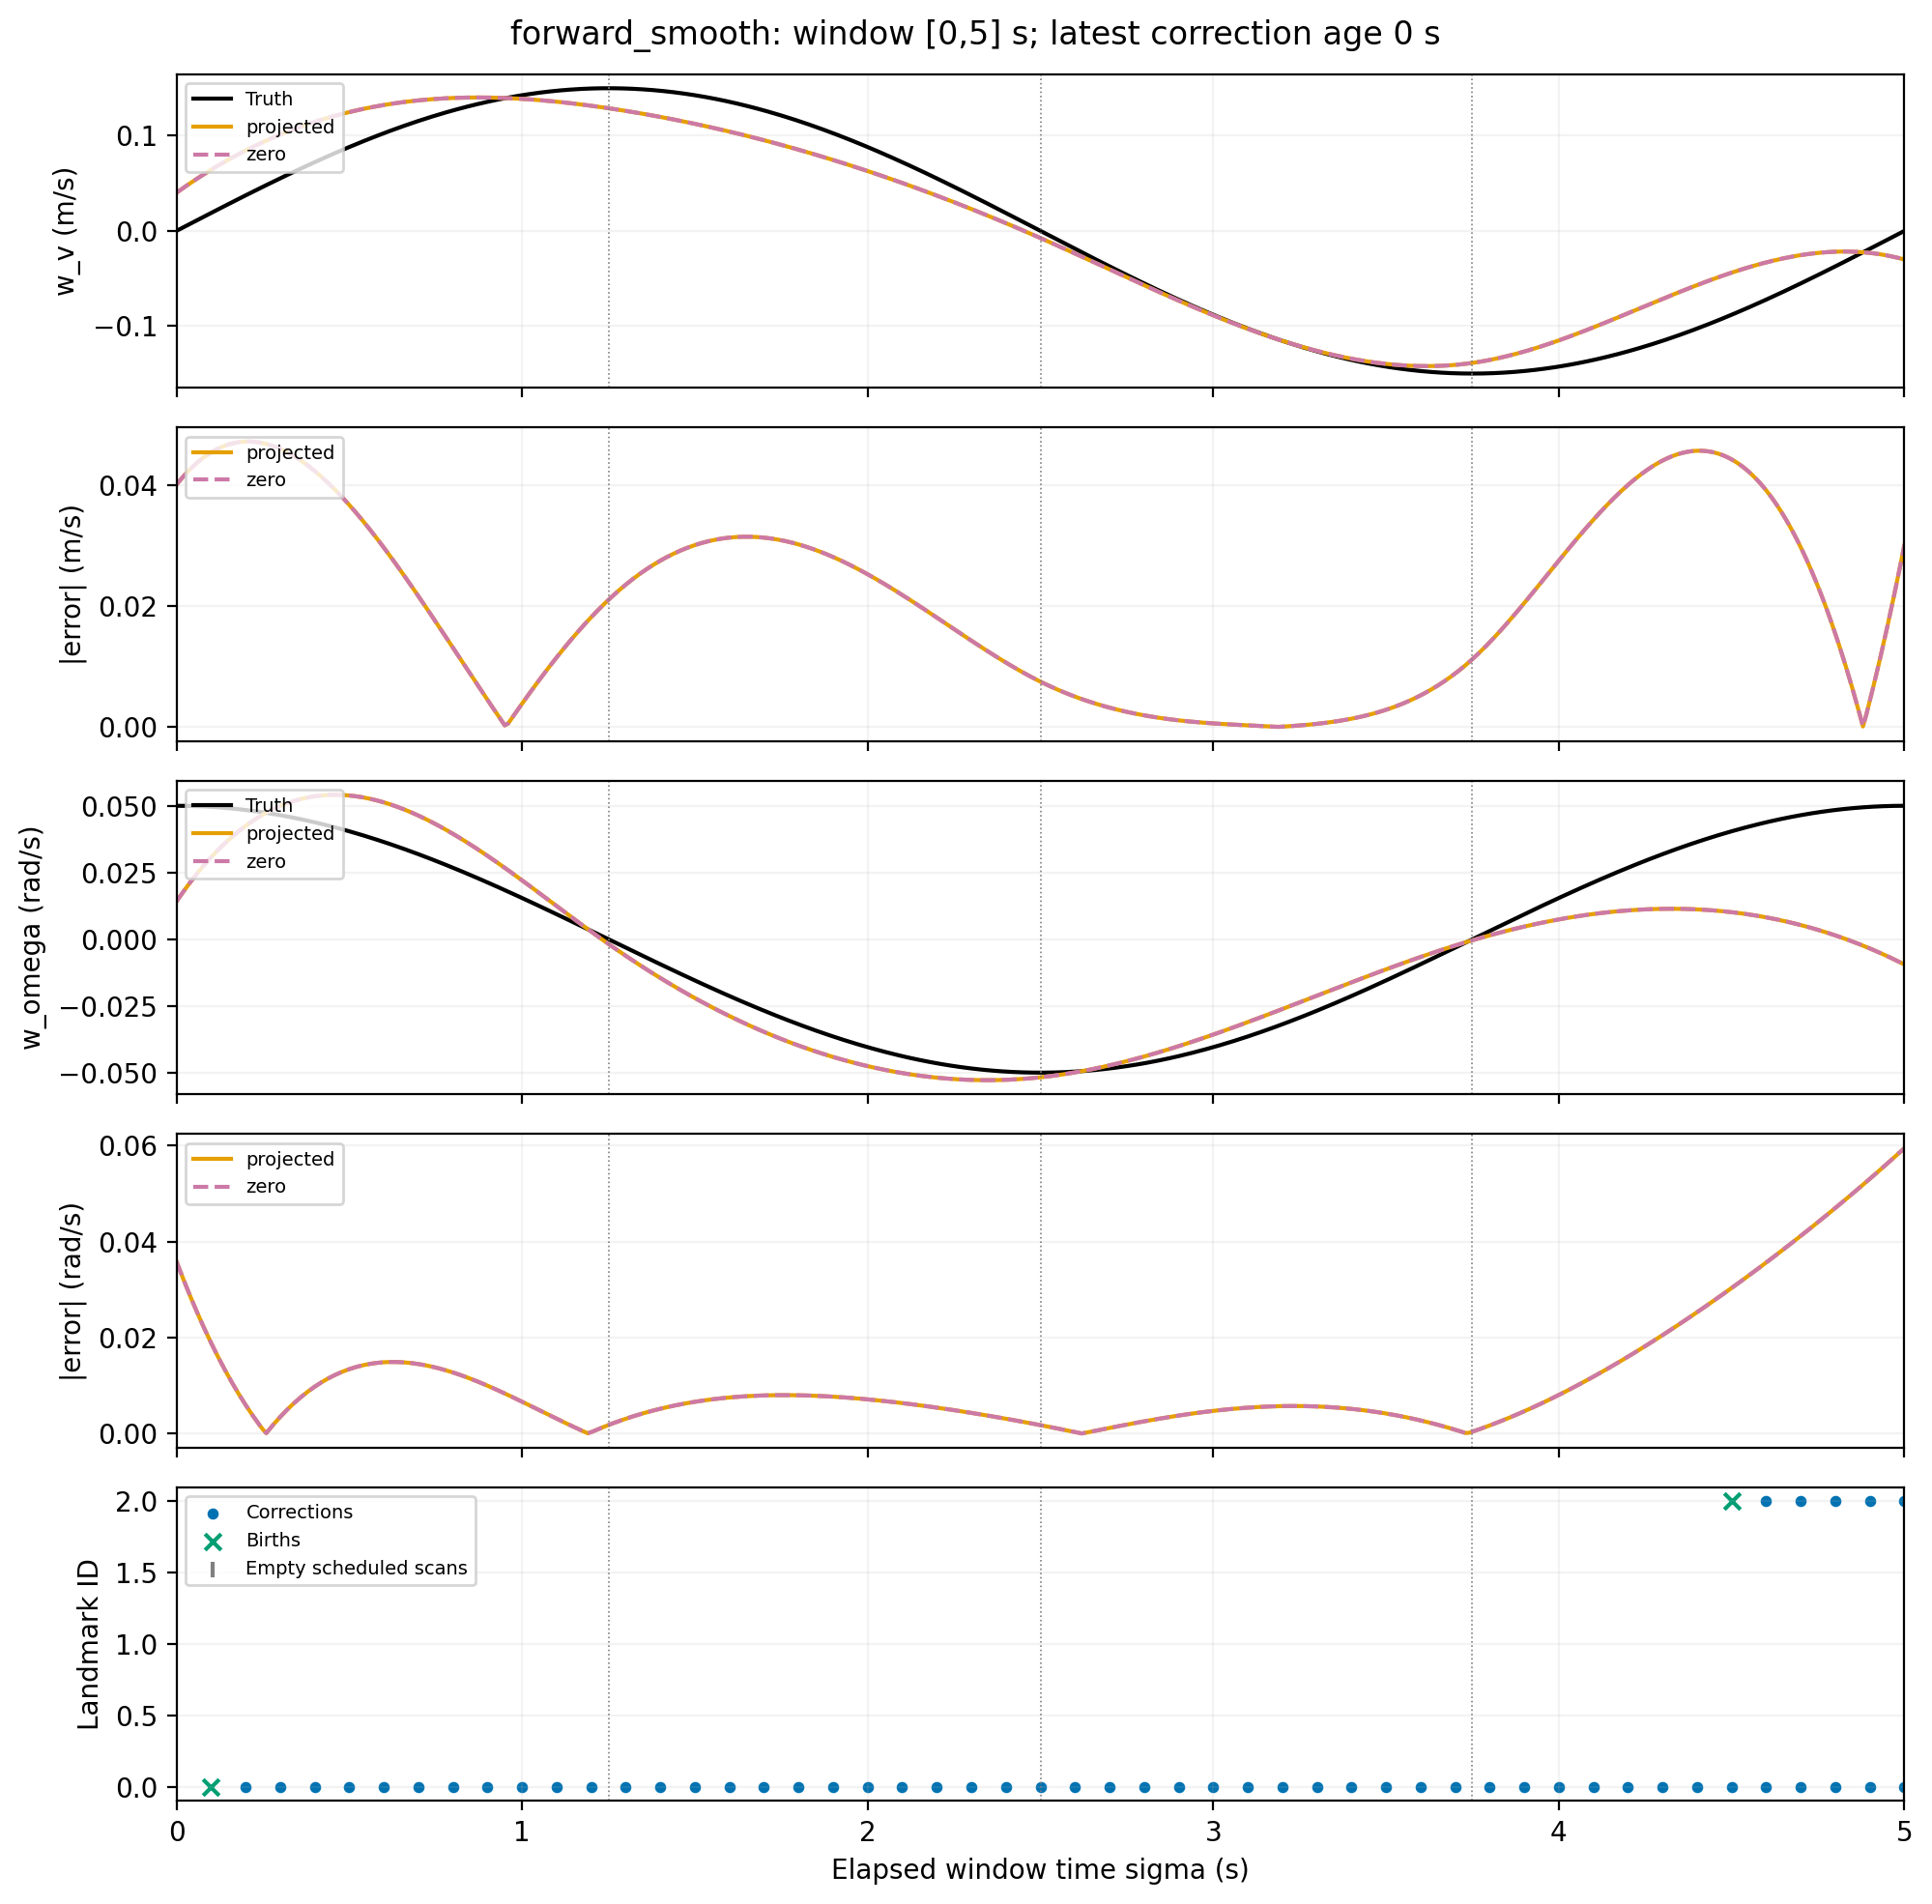 forward_smooth: window [0,5] s; latest correction age 0 s
w_v (m/s)
0.1
0.0
−0.1
Truth
projected
zero
|error| (m/s)
0.04
0.02
0.00
projected
zero
w_omega (rad/s)
0.050
0.025
0.000
−0.025
−0.050
Truth
projected
zero
|error| (rad/s)
0.06
0.04
0.02
0.00
projected
zero
Landmark ID
2.0
1.5
1.0
0.5
0.0
Corrections
Births
Empty scheduled scans
0 1 2 3 4 5
Elapsed window time sigma (s)